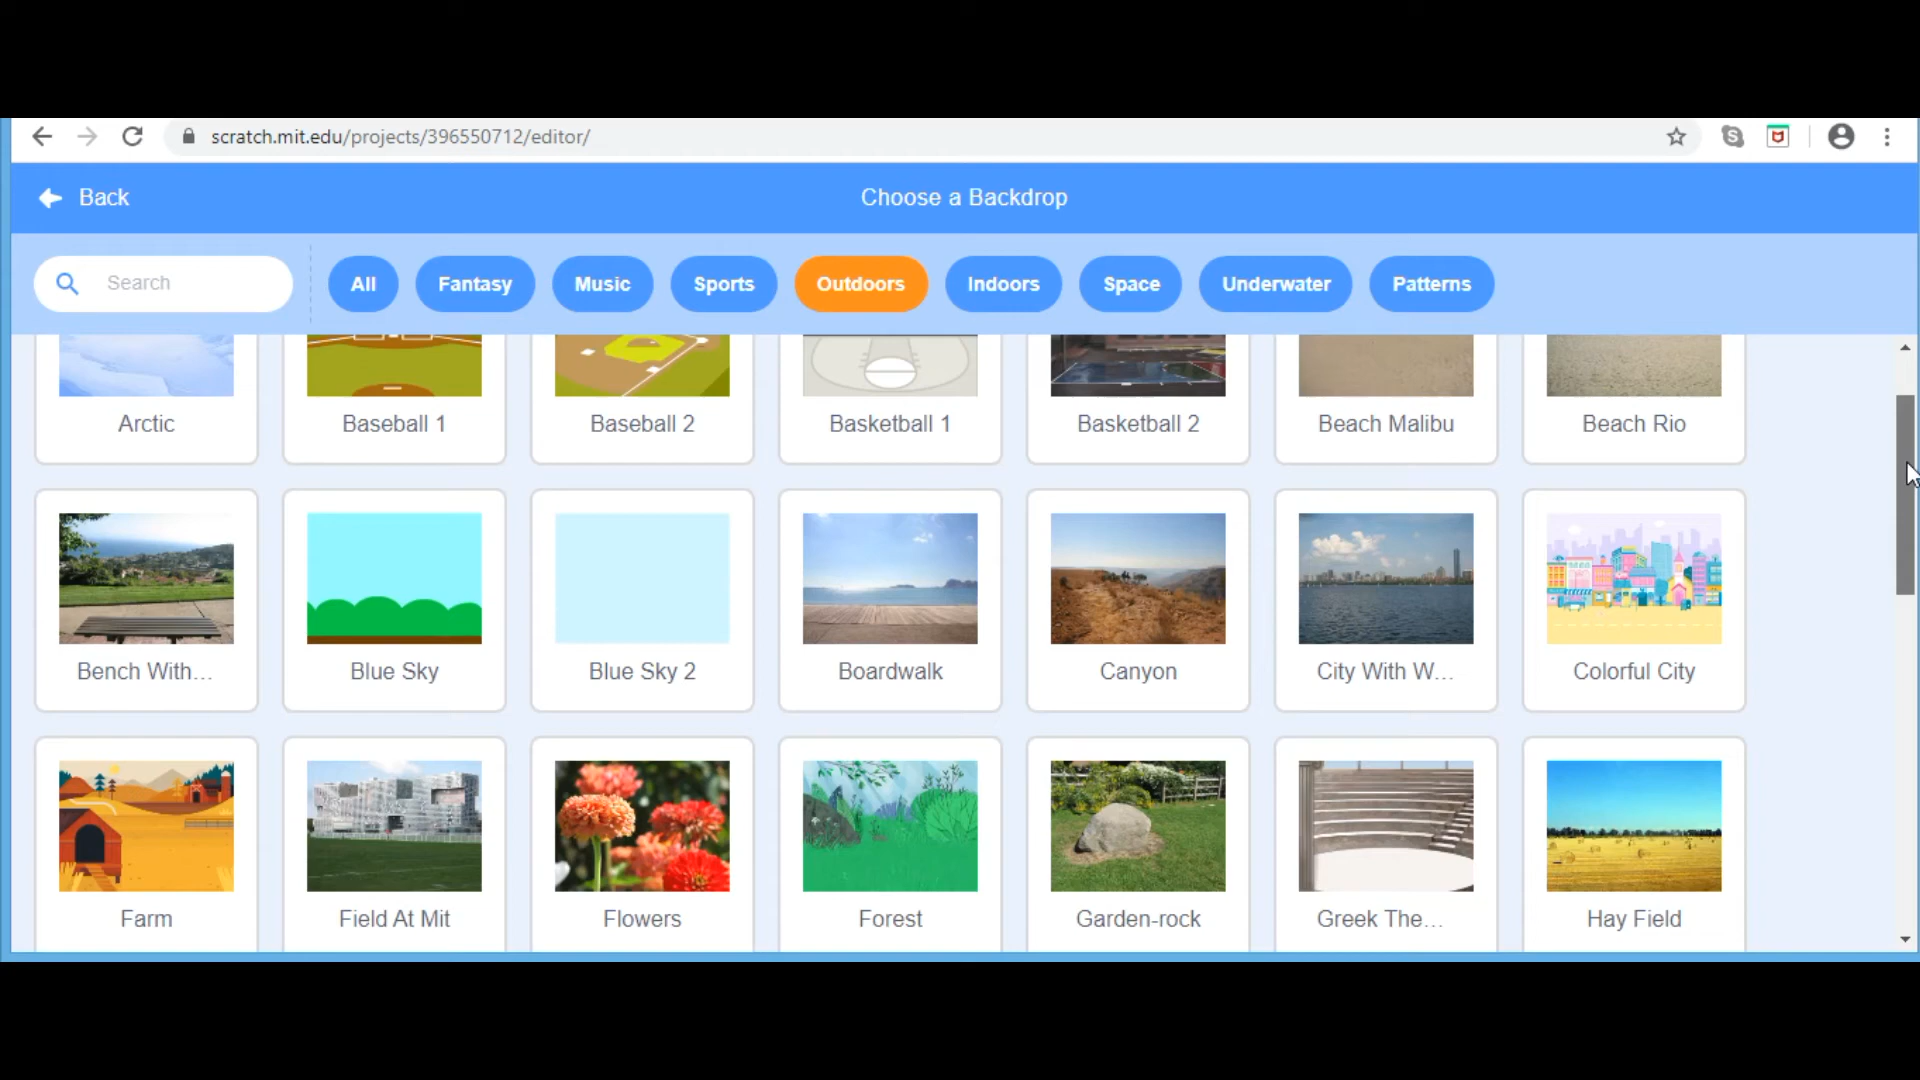 scratch.mit.edu/projects/396550712/editor/
Back
Choose a Backdrop
Search
All
Fantasy
Music
Sports
Outdoors
Indoors
Space
Underwater
Patterns
Arctic
Baseball 1
Baseball 2
Basketball 1
Basketball 2
Beach Malibu
Beach Rio
Bench With...
Blue Sky
Blue Sky 2
Boardwalk
Canyon
City With W...
Colorful City
Farm
Field At Mit
Flowers
Forest
Garden-rock
Greek The...
Hay Field